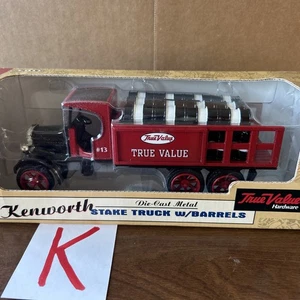 True Value
#13
TRUE VALUE
Die-Cast Metal
Kenworth
STAKE TRUCK W/BARRELS
True Value
Hardware
K